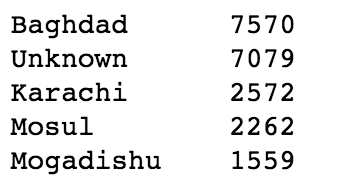 Baghdad 7570
Unknown 7079
Karachi 2572
Mosul 2262
Mogadishu 1559